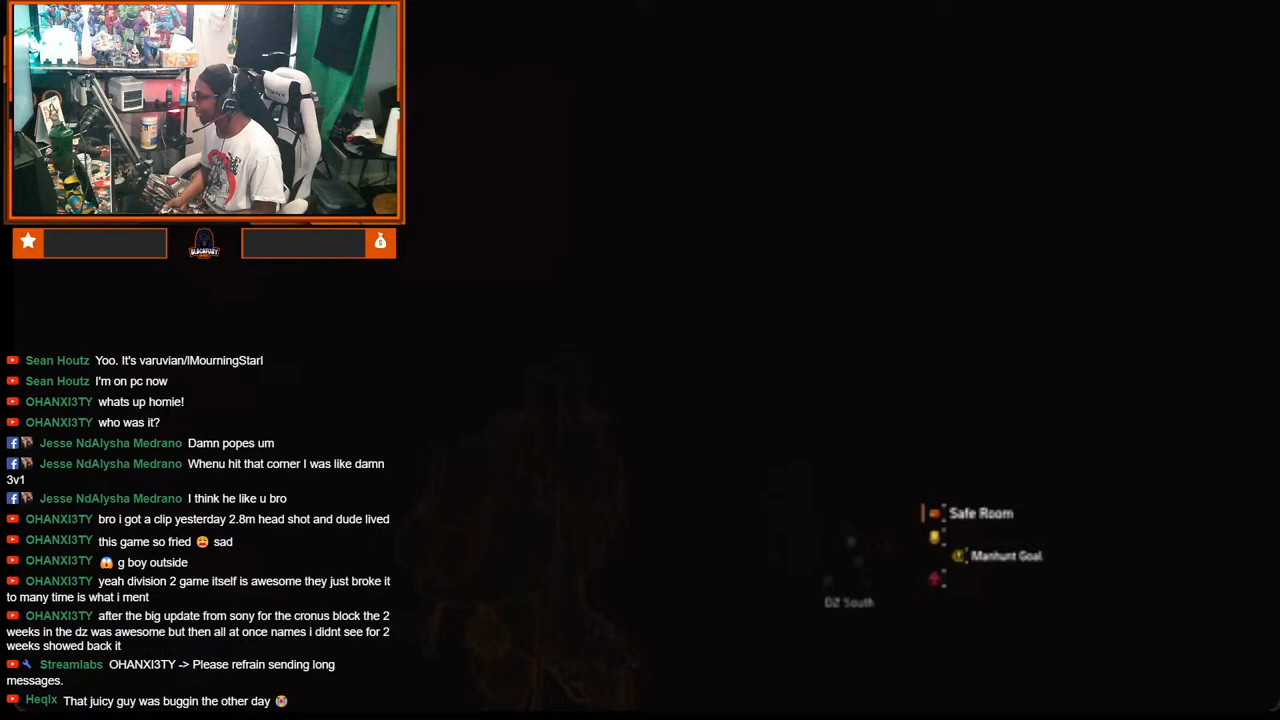 Sean Houtz Yoo. It's varuvian/lMourningStarl
Sean Houtz I'm on pc now
OHANXI3TY whats up homie!
OHANXI3TY who was it?
Jesse NdAlysha Medrano Damn popes um
Jesse NdAlysha Medrano Whenu hit that corner I was like damn
3v1
Jesse NdAlysha Medrano I think he like u bro
OHANXI3TY bro i got a clip yesterday 2.8m head shot and dude lived
OHANXI3TY this game so fried 😩 sad
OHANXI3TY 😱 g boy outside
OHANXI3TY yeah division 2 game itself is awesome they just broke it
to many time is what i ment
OHANXI3TY after the big update from sony for the cronus block the 2
weeks in the dz was awesome but then all at once names i didnt see for 2
weeks showed back it
Streamlabs OHANXI3TY -> Please refrain sending long
messages.
Heqlx That juicy guy was buggin the other day 😭
Safe Room
Manhunt Goal
DZ South